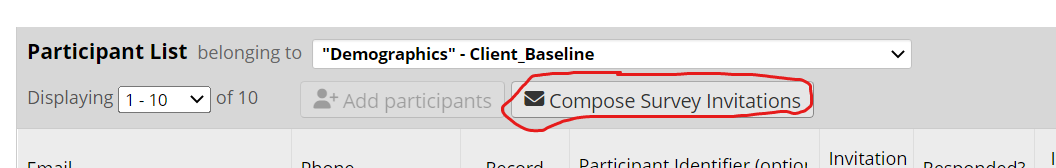 Participant List belonging to "Demographics" - Client_Baseline
Displaying 1 - 10 of 10 Add participants Compose Survey Invitations
Invitation
Email Phone Record Participant Identifier (optio Responded?